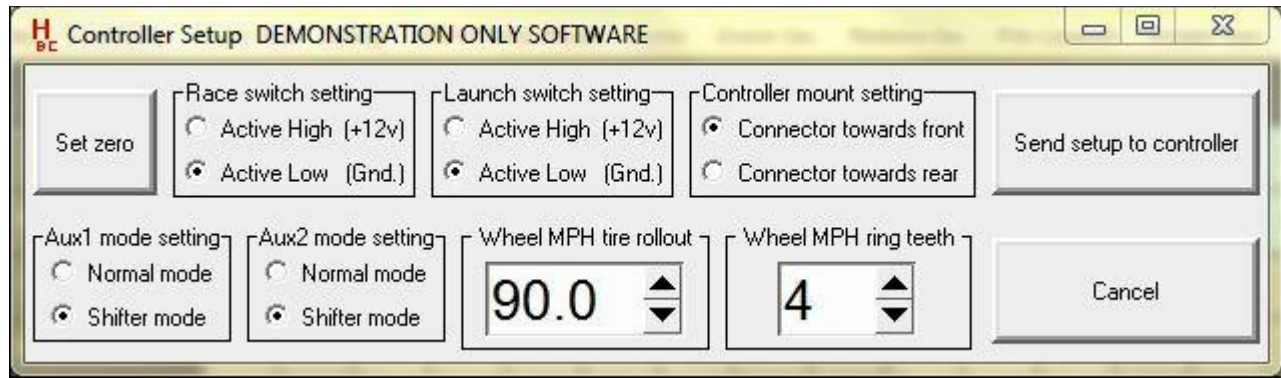 H BC Controller Setup DEMONSTRATION ONLY SOFTWARE
Set zero
Race switch setting
Active High (+12v)
Active Low (Gnd.)
Launch switch setting
Active High (+12v)
Active Low (Gnd.)
Controller mount setting
Connector towards front
Connector towards rear
Send setup to controller
Aux1 mode setting
Normal mode
Shifter mode
Aux2 mode setting
Normal mode
Shifter mode
Wheel MPH tire rollout
90.0
Wheel MPH ring teeth
4
Cancel